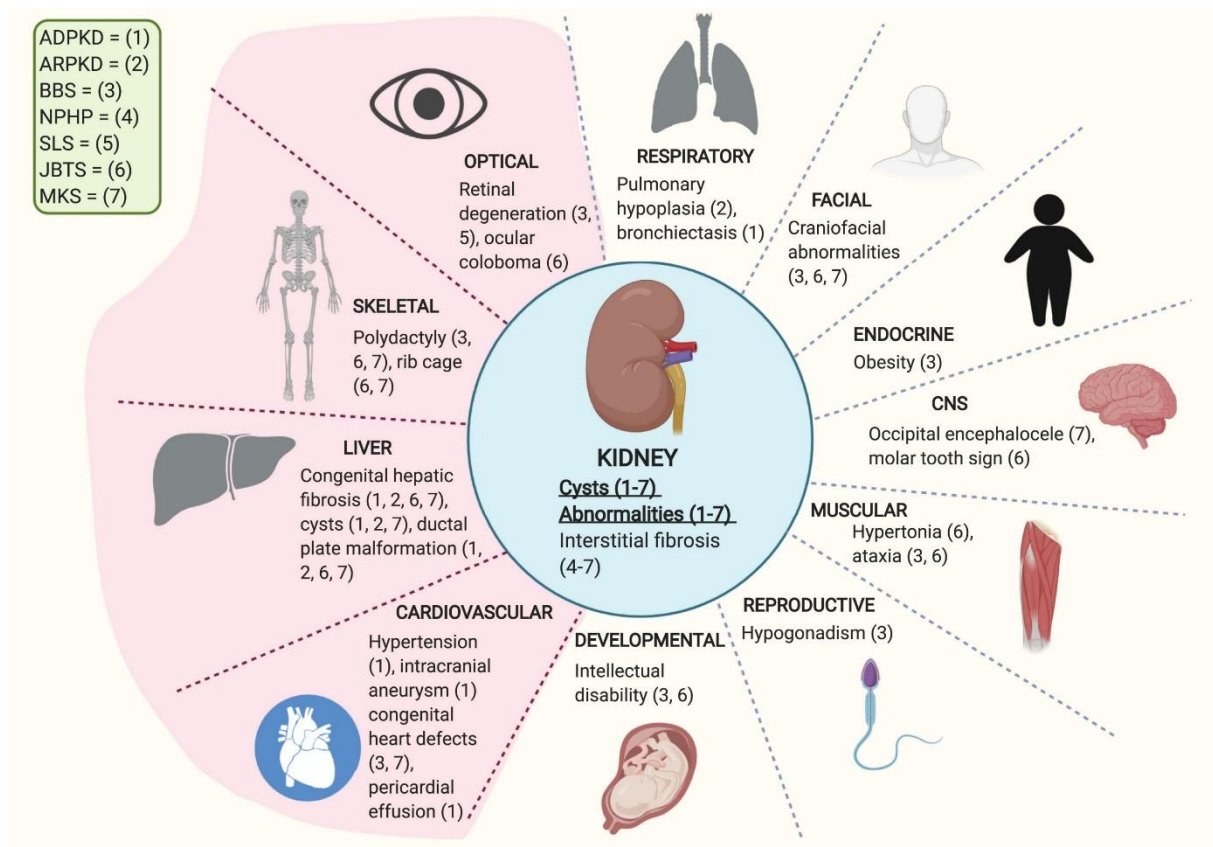 ADPKD = (1)
ARPKD = (2)
BBS = (3)
NPHP = (4)
SLS = (5)
JBTS = (6)
MKS = (7)
OPTICAL
Retinal
degeneration (3,
5), ocular
coloboma (6)
RESPIRATORY
Pulmonary
hypoplasia (2),
bronchiectasis (1)
FACIAL
Craniofacial
abnormalities
(3, 6, 7)
SKELETAL
Polydactyly (3,
6, 7), rib cage
(6, 7)
ENDOCRINE
Obesity (3)
CNS
Occipital encephalocele (7),
molar tooth sign (6)
LIVER
Congenital hepatic
fibrosis (1, 2, 6, 7),
cysts (1, 2, 7), ductal
plate malformation (1,
2, 6, 7)
KIDNEY
Cysts (1-7)
Abnormalities (1-7)
Interstitial fibrosis
(4-7)
MUSCULAR
Hypertonia (6),
ataxia (3, 6)
CARDIOVASCULAR
Hypertension
(1), intracranial
aneurysm (1)
congenital
heart defects
(3, 7),
pericardial
effusion (1)
DEVELOPMENTAL
Intellectual
disability (3, 6)
REPRODUCTIVE
Hypogonadism (3)